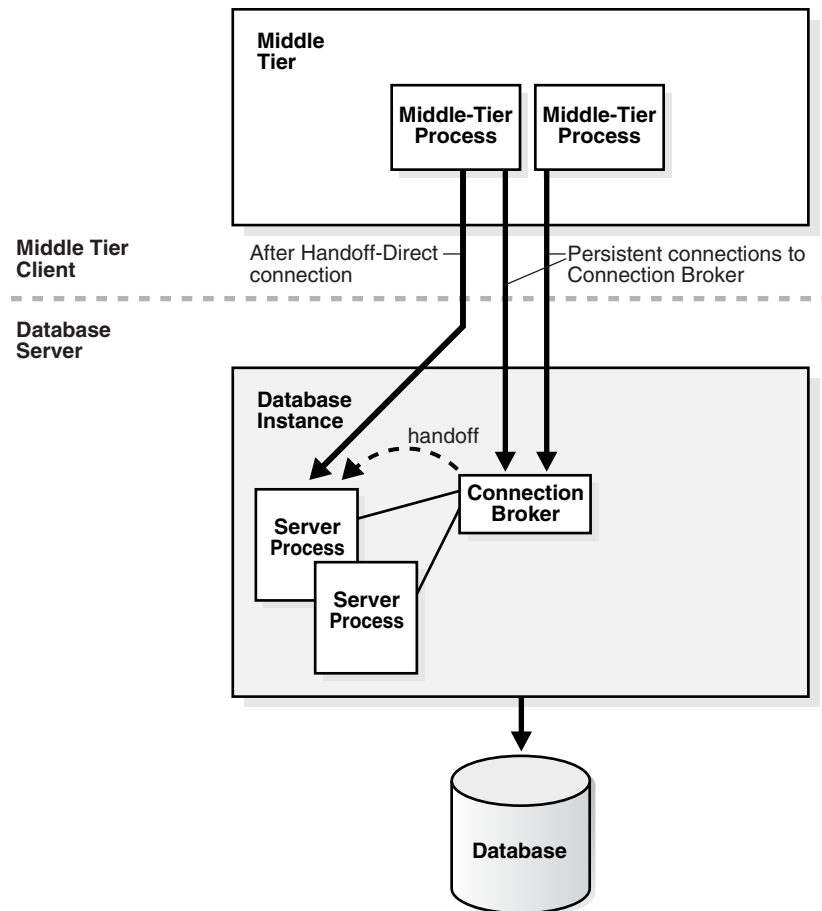 Middle
Tier
Middle-Tier
Process
Middle-Tier
Process
Middle Tier
Client
After Handoff-Direct
connection
Persistent connections to
Connection Broker
Database
Server
Database
Instance
handoff
Connection
Broker
Server
Process
Server
Process
Database